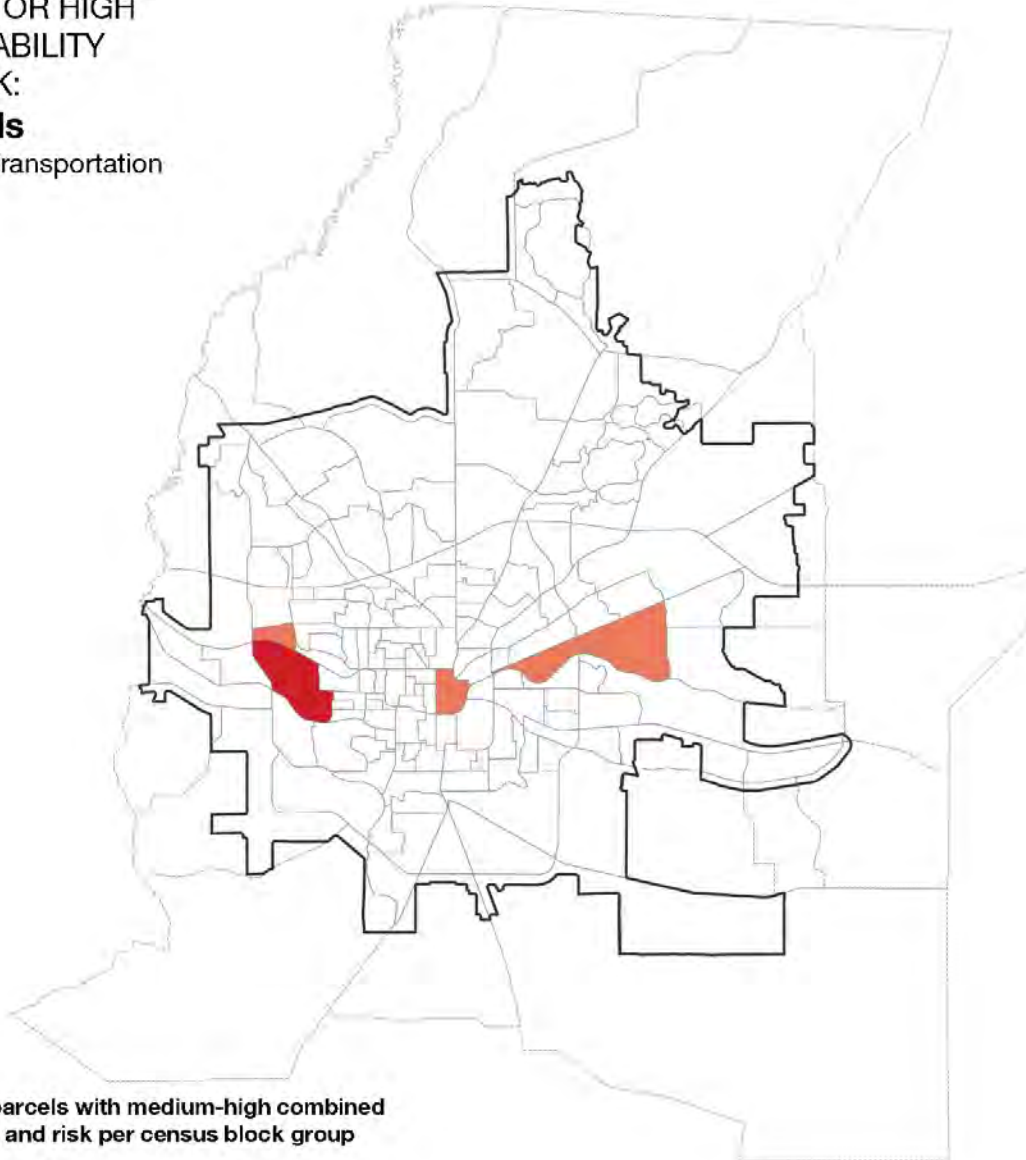 OR HIGH
ABILITY
K:
ls
ransportation
parcels with medium-high combined
and risk per census block group